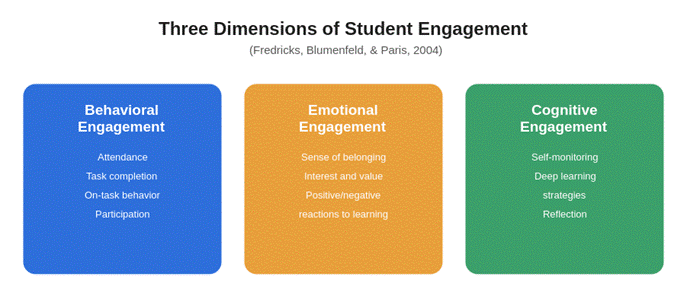 Three Dimensions of Student Engagement
(Fredricks, Blumenfeld, & Paris, 2004)
Behavioral
Engagement
Attendance
Task completion
On-task behavior
Participation
Emotional
Engagement
Sense of belonging
Interest and value
Positive/negative
reactions to learning
Cognitive
Engagement
Self-monitoring
Deep learning
strategies
Reflection